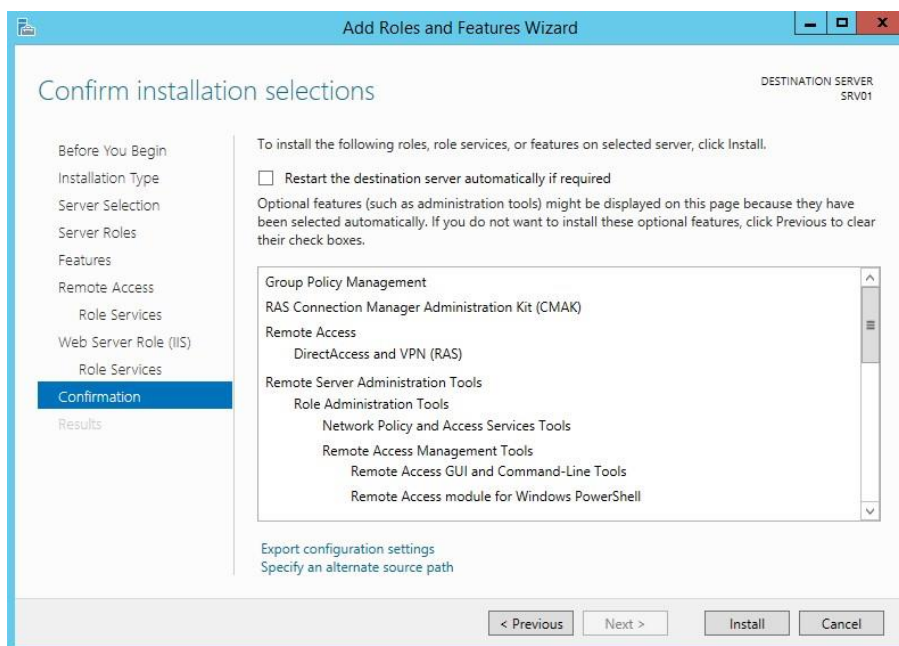 Add Roles and Features Wizard
Confirm installation selections
DESTINATION SERVER
SRV01
Before You Begin
Installation Type
Server Selection
Server Roles
Features
Remote Access
Role Services
Web Server Role (IIS)
Role Services
Confirmation
Results
To install the following roles, role services, or features on selected server, click Install.
Restart the destination server automatically if required
Optional features (such as administration tools) might be displayed on this page because they have
been selected automatically. If you do not want to install these optional features, click Previous to clear
their check boxes.
Group Policy Management
RAS Connection Manager Administration Kit (CMAK)
Remote Access
DirectAccess and VPN (RAS)
Remote Server Administration Tools
Role Administration Tools
Network Policy and Access Services Tools
Remote Access Management Tools
Remote Access GUI and Command-Line Tools
Remote Access module for Windows PowerShell
Export configuration settings
Specify an alternate source path
< Previous
Next >
Install
Cancel